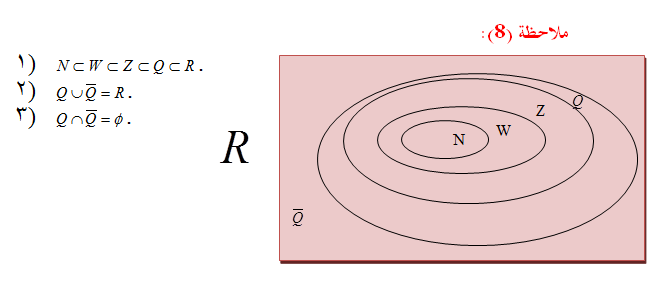 ملاحظة (8):
١) N ⊂ W ⊂ Z ⊂ Q ⊂ R .
٢) Q ∪ Q̅ = R .
٣) Q ∩ Q̅ = ϕ .
R
Q
Z
W
N
Q̅